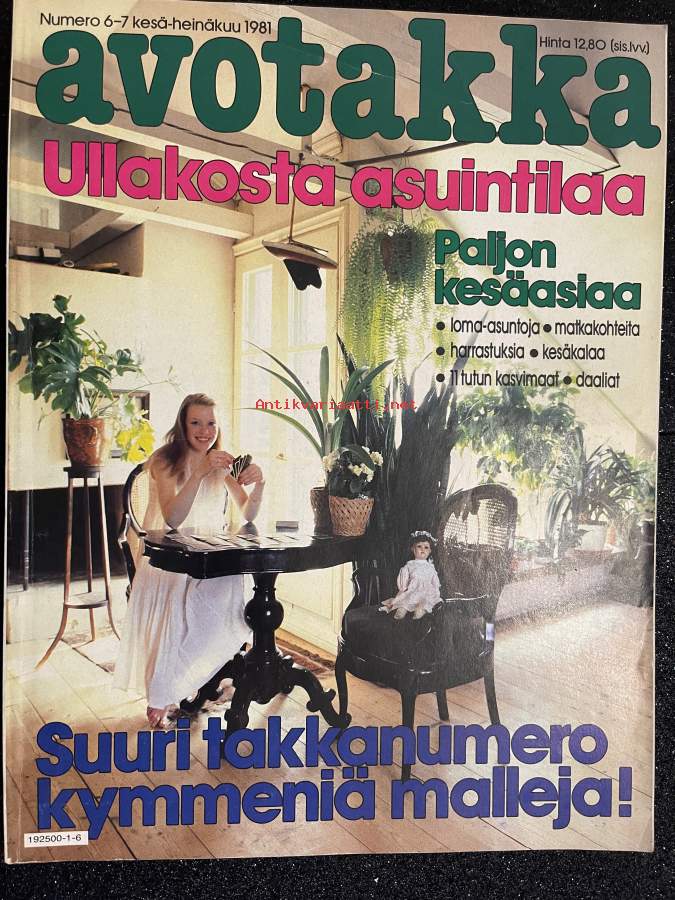 Numero 6-7 kesä-heinäkuu 1981
Hinta 12,80 (sis.lvv.)
avotakka
Ullakosta asuintilaa
Paljon
kesäasiaa
• loma-asuntoja • matkakohteita
• harrastuksia • kesäkalaa
• 11 tutun kasvimaat • daaliat
Antikvariaatti.net
Suuri takkanumero
kymmeniä malleja!
192500-1-6